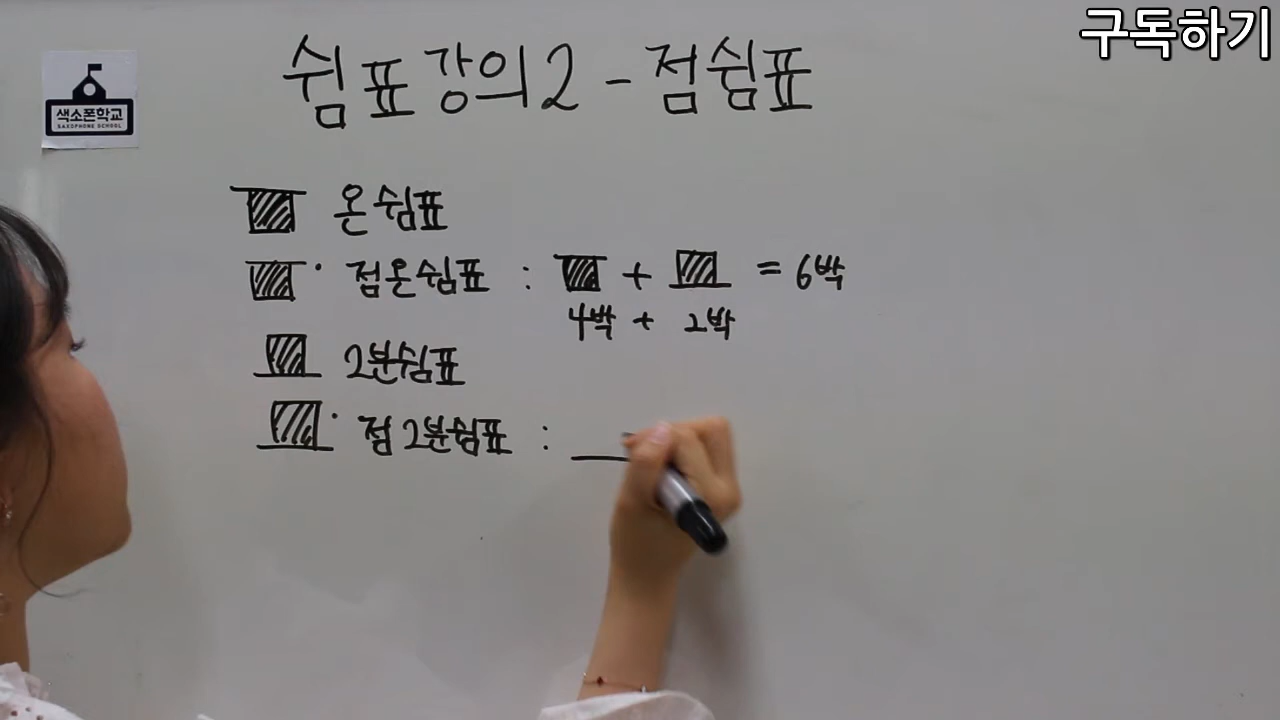 구독하기
쉼표강의2-점쉼표
색소폰학교
SAXOPHONE SCHOOL
온쉼표
점온쉼표 : + = 6박
4박 + 2박
2분쉼표
점2분쉼표 :